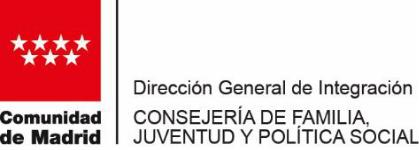 Comunidad
de Madrid
Dirección General de Integración
CONSEJERÍA DE FAMILIA,
JUVENTUD Y POLÍTICA SOCIAL